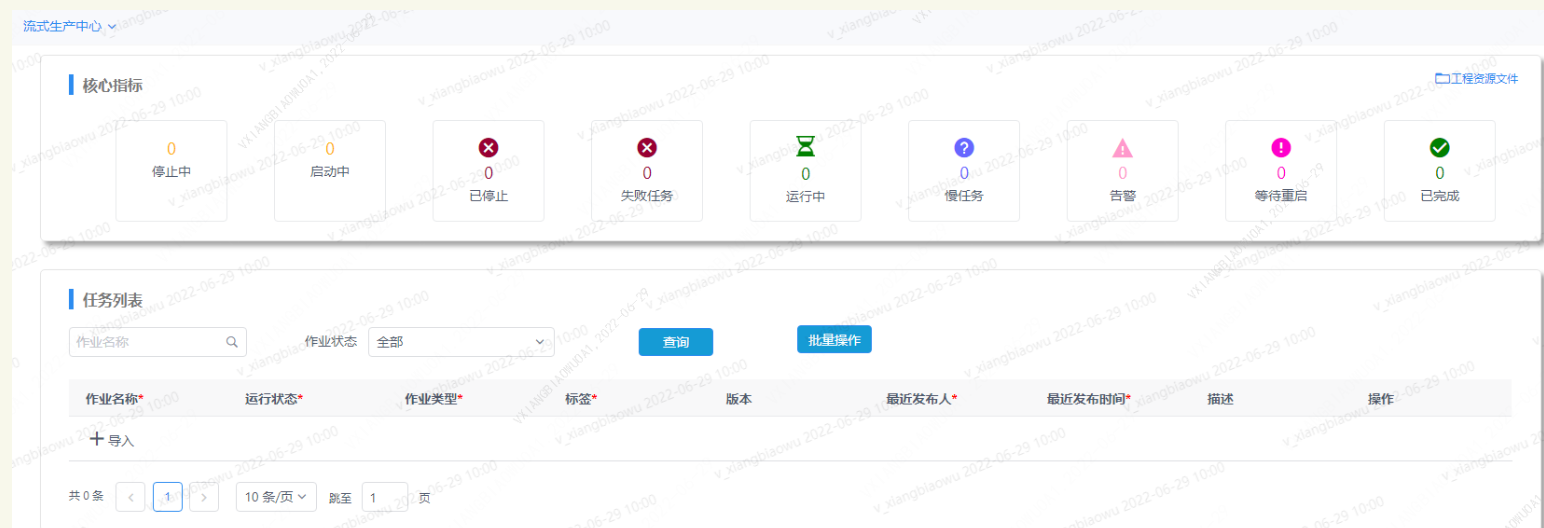 流式生产中心
核心指标
工程资源文件
0 0 0 0 0 0 0 0 0
停止中 启动中 已停止 失败任务 运行中 慢任务 告警 等待重启 已完成
任务列表
作业名称 作业状态 全部 查询 批量操作
作业名称* 运行状态* 作业类型* 标签* 版本 最近发布人* 最近发布时间* 描述 操作
导入
共 0 条 < 1 > 10 条/页 跳至 1 页
v_xiangbiaowu 2022-06-29 10:00